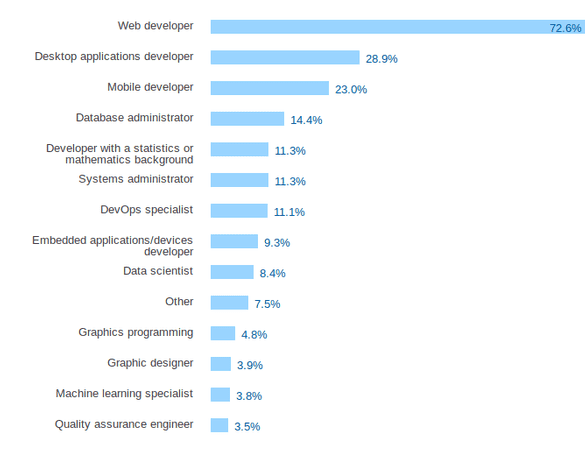 Web developer 72.6%
Desktop applications developer 28.9%
Mobile developer 23.0%
Database administrator 14.4%
Developer with a statistics or
mathematics background 11.3%
Systems administrator 11.3%
DevOps specialist 11.1%
Embedded applications/devices
developer 9.3%
Data scientist 8.4%
Other 7.5%
Graphics programming 4.8%
Graphic designer 3.9%
Machine learning specialist 3.8%
Quality assurance engineer 3.5%